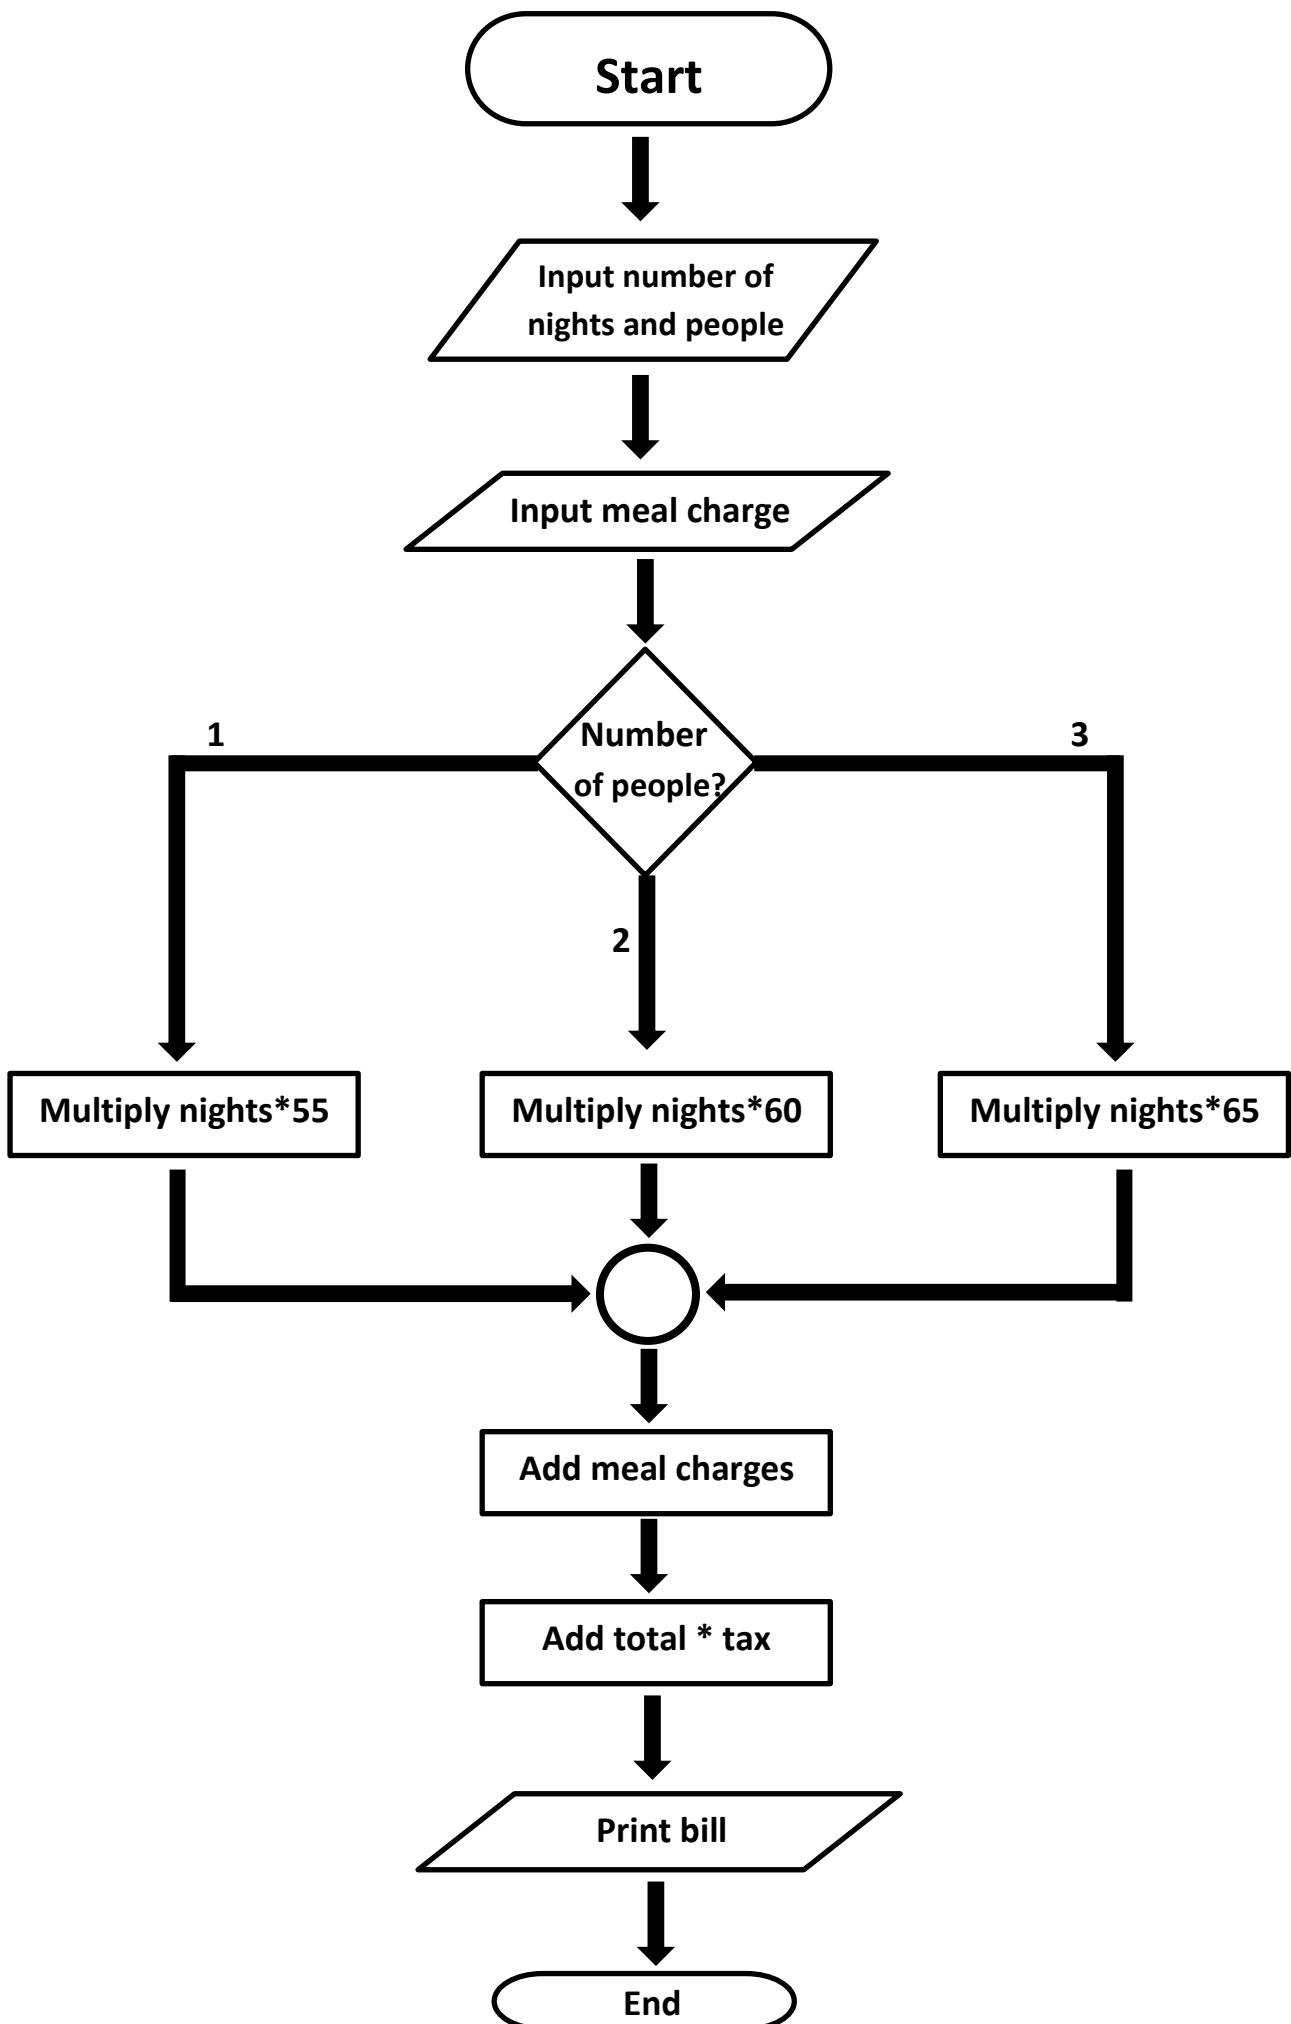 Start
Input number of
nights and people
Input meal charge
Number
of people?
1
3
2
Multiply nights*55
Multiply nights*60
Multiply nights*65
Add meal charges
Add total * tax
Print bill
End